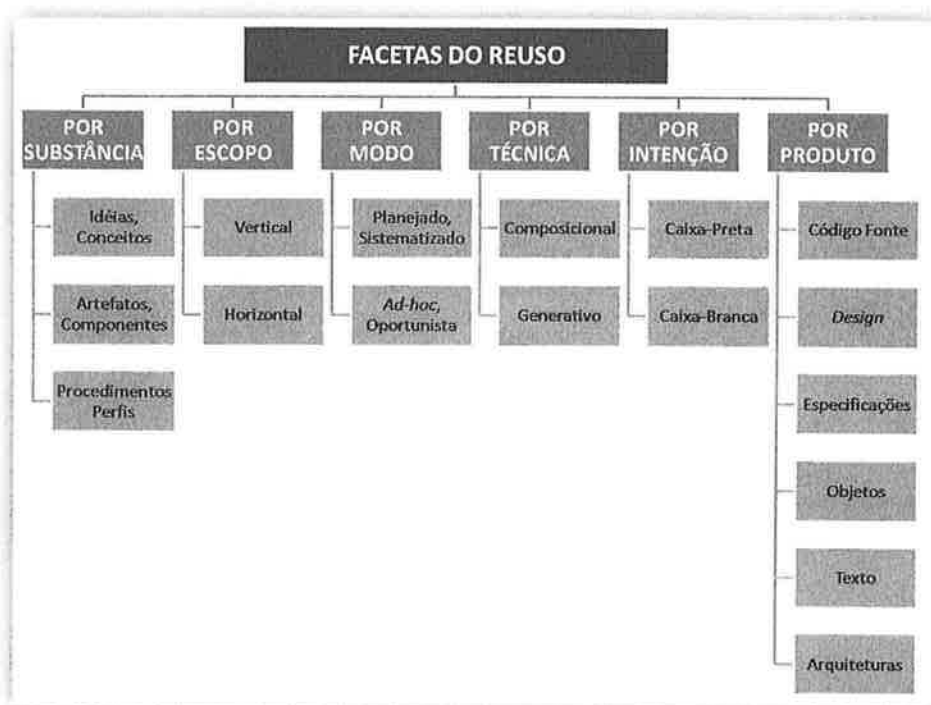 FACETAS DO REUSO
POR
SUBSTÂNCIA
Idéias,
Conceitos
Artefatos,
Componentes
Procedimentos
Perfis
POR
ESCOPO
Vertical
Horizontal
POR
MODO
Planejado,
Sistematizado
Ad-hoc,
Oportunista
POR
TÉCNICA
Composicional
Generativo
POR
INTENÇÃO
Caixa-Preta
Caixa-Branca
POR
PRODUTO
Código Fonte
Design
Especificações
Objetos
Texto
Arquiteturas